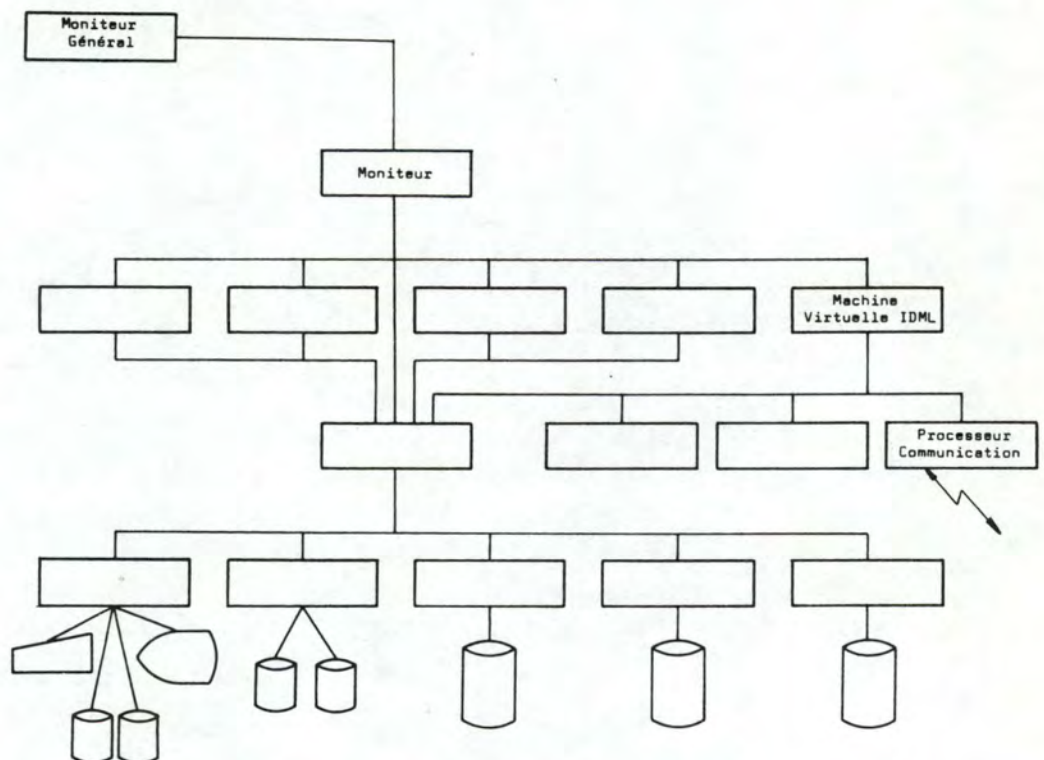 Moniteur
Général
Moniteur
Machine
Virtuelle IDML
Processeur
Communication